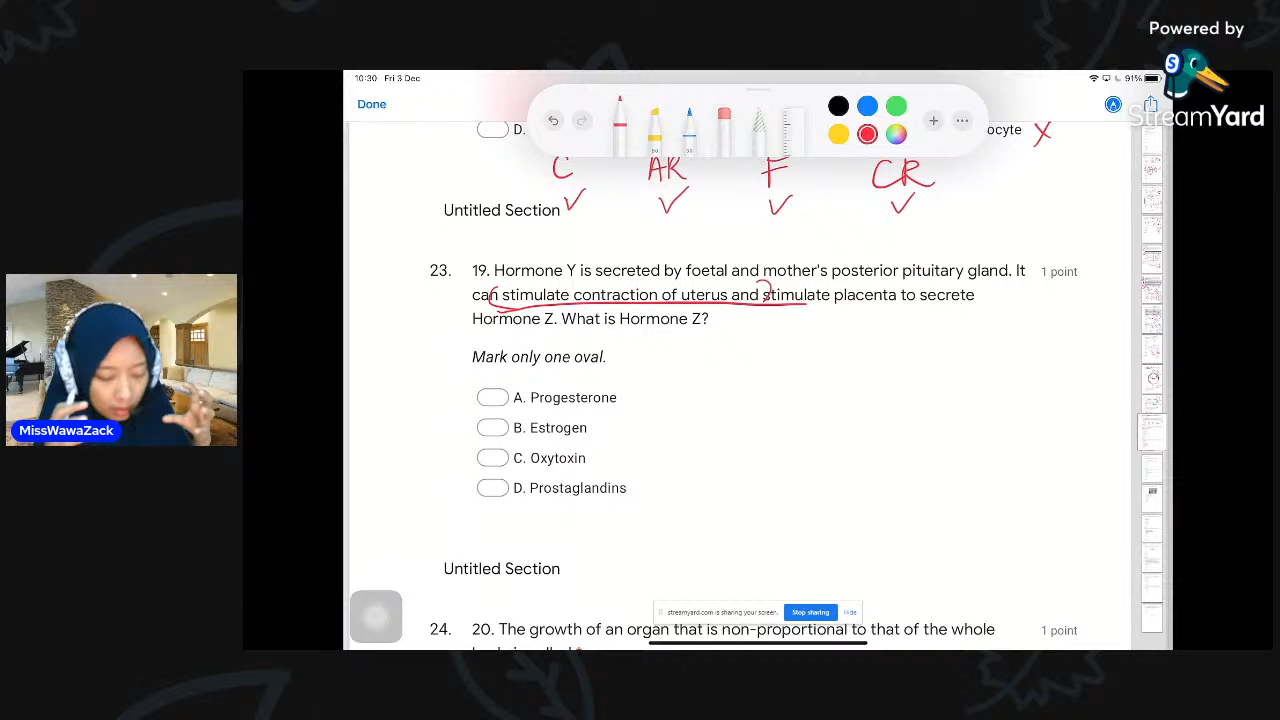 Powered by
S
StreamYard
10:30 Fri 3 Dec
91%
Done
D.
ocyte X
C AR F CR
Untitled Section
23. 19. Hormone Y is secreted by foetal and mother's posterior pituitary gland. It 1 point
can stimulate contraction of uterus and stimulate placenta to secrete
Hormone Z. What is Hormone Z?
Mark only one oval.
A. Progesterone
B. Estrogen
C. Oxytoxin
D. Prostaglandins
MissWawaZack
Untitled Section
streamyard.com is sharing your screen. Stop sharing Hide
24. 20. The growth of an organ that is non-proportional to that of the whole 1 point